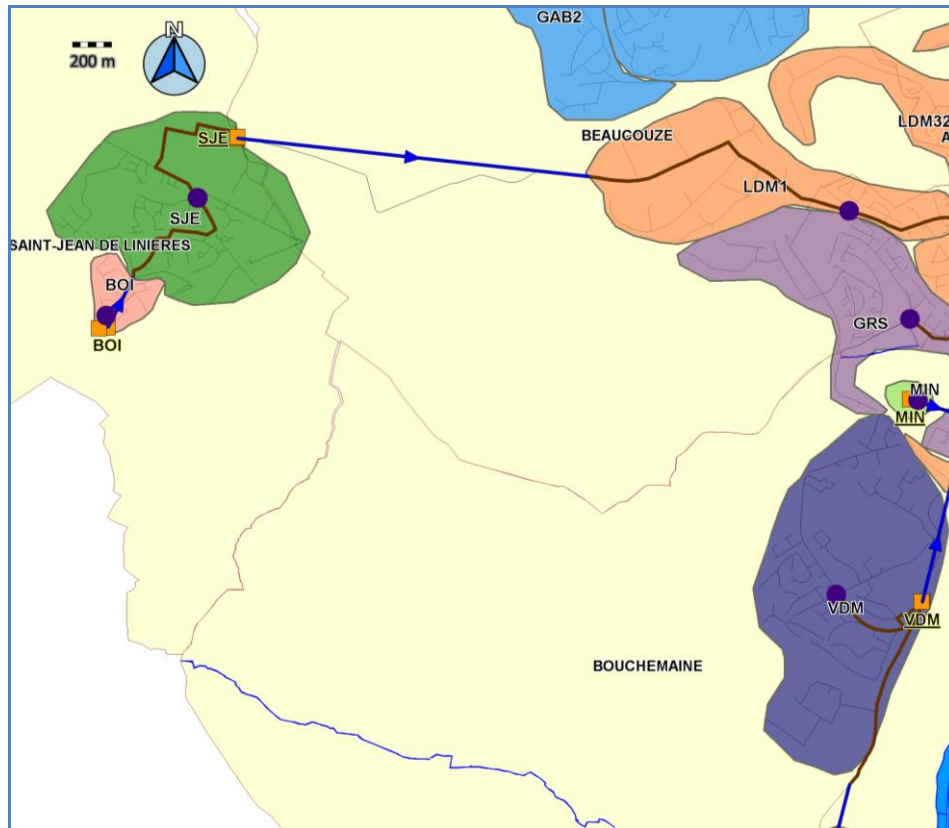 GAB2
N
200 m
LDM32
A
BEAUCOUZE
SJE
LDM1
SJE
SAINT-JEAN DE LINIERES
BOI
GRS
BOI
MIN
MIN
VDM
VDM
BOUCHEMAINE